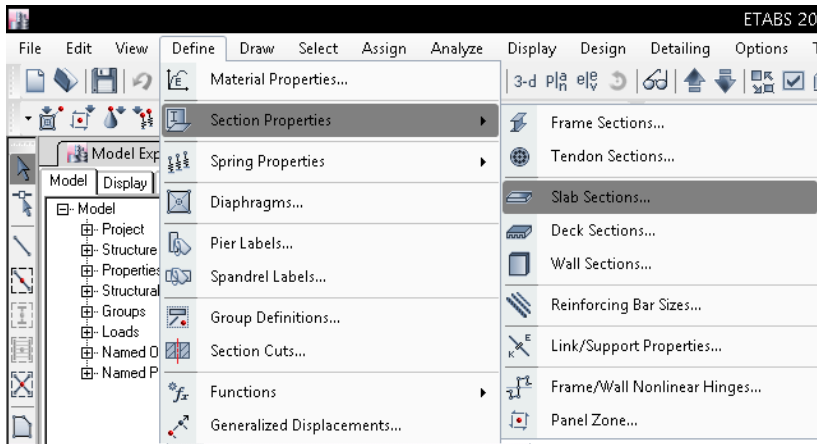 ETABS 20
File Edit View Define Draw Select Assign Analyze Display Design Detailing Options
Material Properties...
3-d
Section Properties
Frame Sections...
Model Exp
Spring Properties
Tendon Sections...
Model Display
Diaphragms...
Slab Sections...
Model
Project
Pier Labels...
Deck Sections...
Structure
Properties
Spandrel Labels...
Wall Sections...
Structural
Groups
Group Definitions...
Reinforcing Bar Sizes...
Loads
Named O
Section Cuts...
Link/Support Properties...
Named P
Functions
Frame/Wall Nonlinear Hinges...
Generalized Displacements...
Panel Zone...